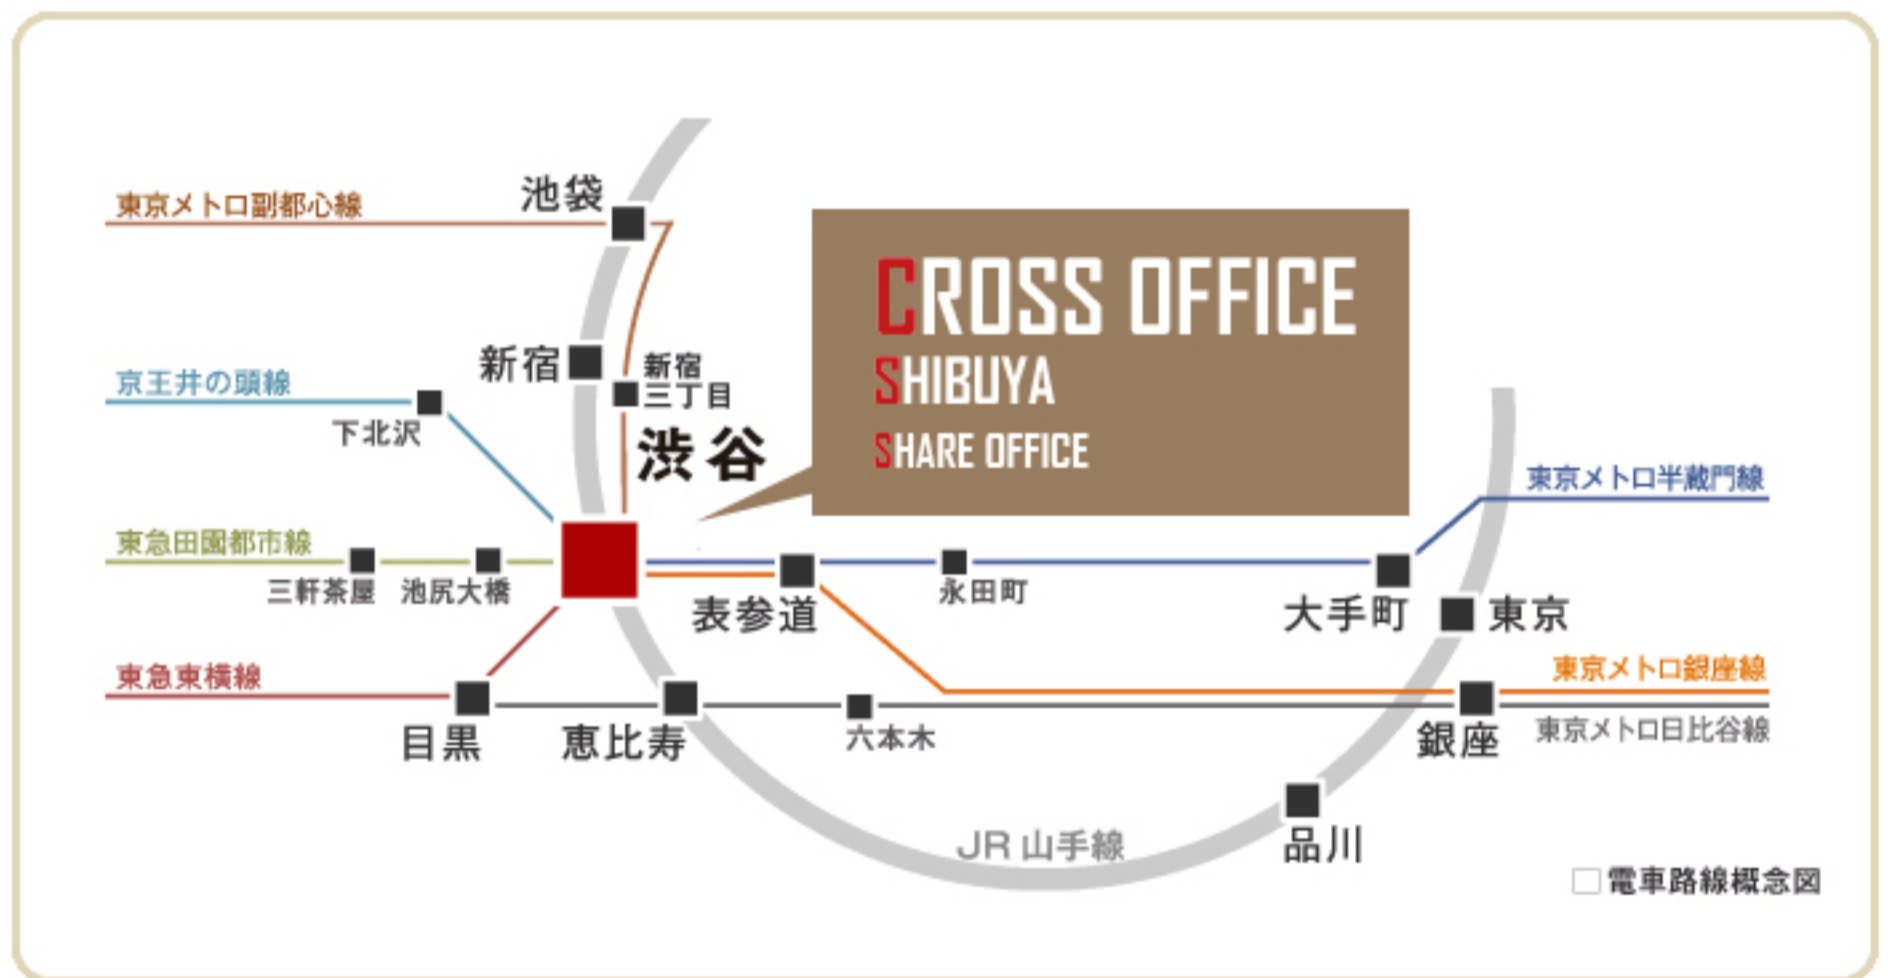 池袋
東京メトロ副都心線
CROSS OFFICE
新宿
新宿
三丁目
SHIBUYA
京王井の頭線
下北沢
渋谷
SHARE OFFICE
東京メトロ半蔵門線
東急田園都市線
三軒茶屋
池尻大橋
表参道
永田町
大手町
東京
東急東横線
東京メトロ銀座線
目黒
恵比寿
六本木
銀座
東京メトロ日比谷線
JR 山手線
品川
電車路線概念図